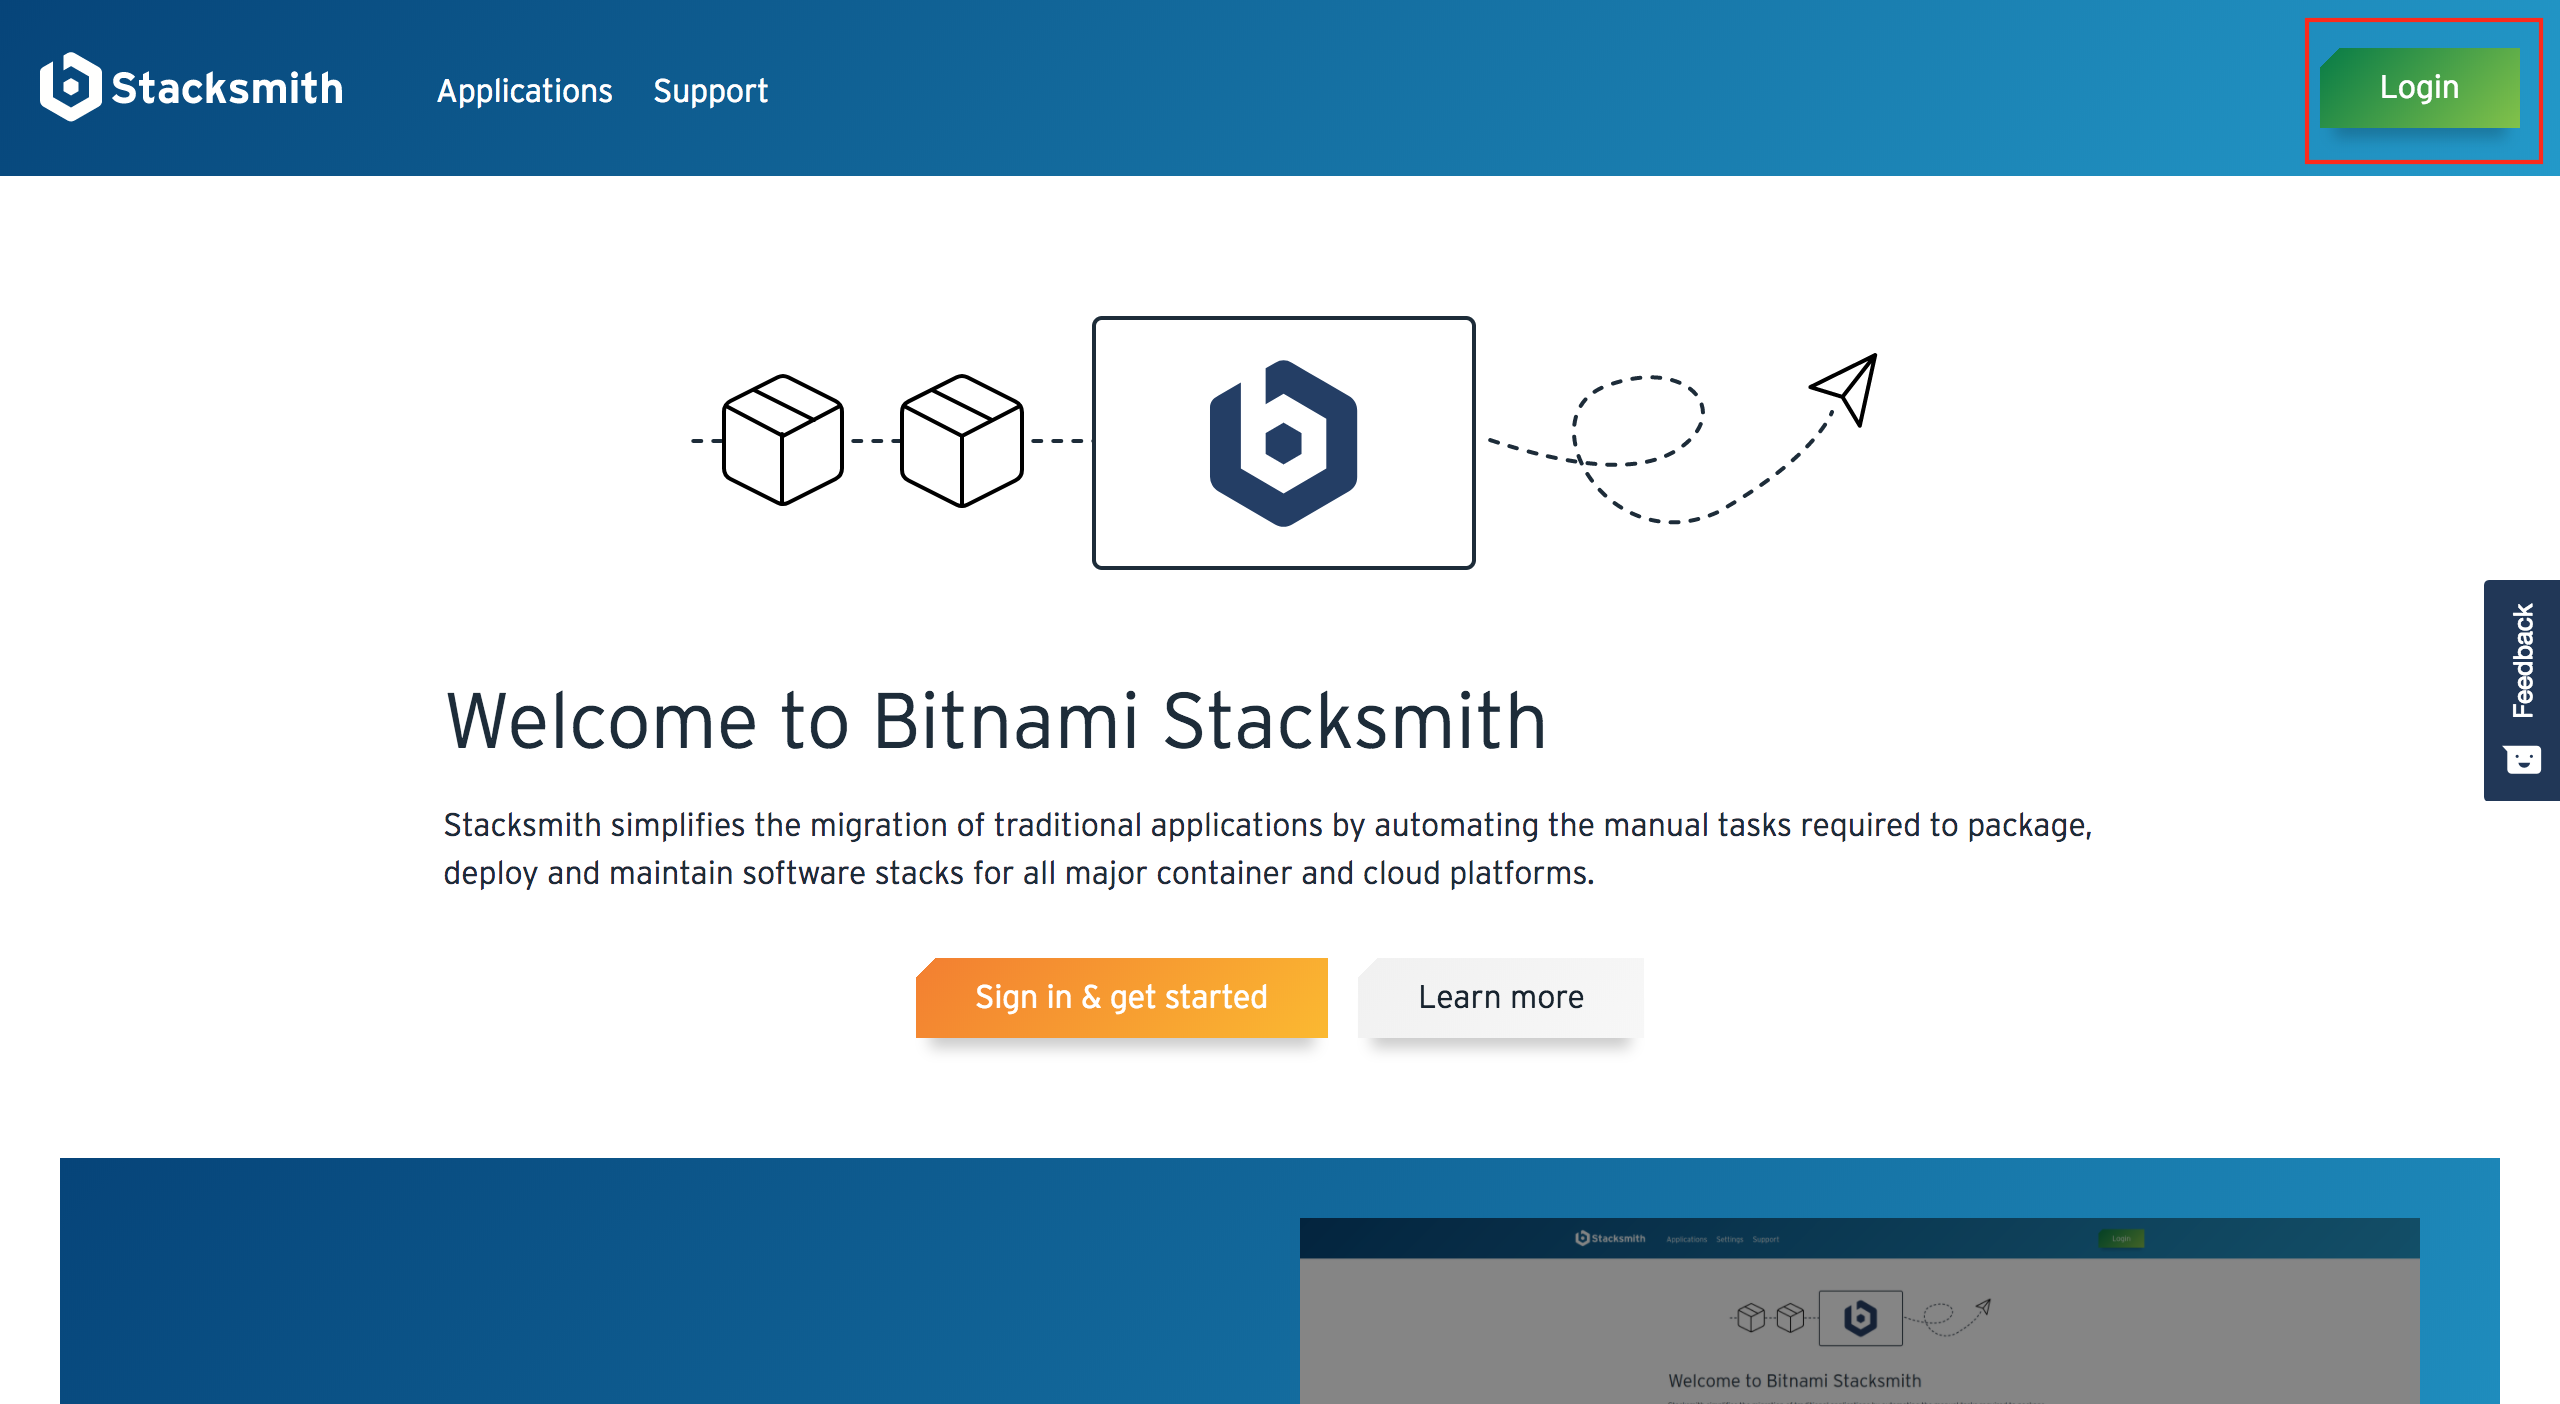 Stacksmith
Applications
Support
Login
Feedback
Welcome to Bitnami Stacksmith
Stacksmith simplifies the migration of traditional applications by automating the manual tasks required to package,
deploy and maintain software stacks for all major container and cloud platforms.
Sign in & get started
Learn more
Stacksmith
Applications
Settings
Support
Login
Welcome to Bitnami Stacksmith